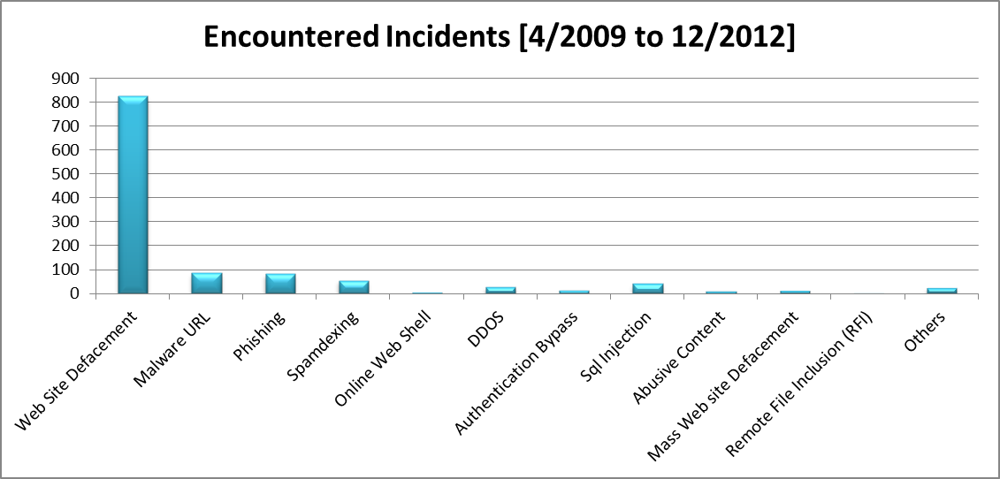 Encountered Incidents [4/2009 to 12/2012]
900
800
700
600
500
400
300
200
100
0
Web Site Defacement
Malware URL
Phishing
Spamdexing
Online Web Shell
DDOS
Authentication Bypass
Sql Injection
Abusive Content
Mass Web site Defacement
Remote File Inclusion (RFI)
Others